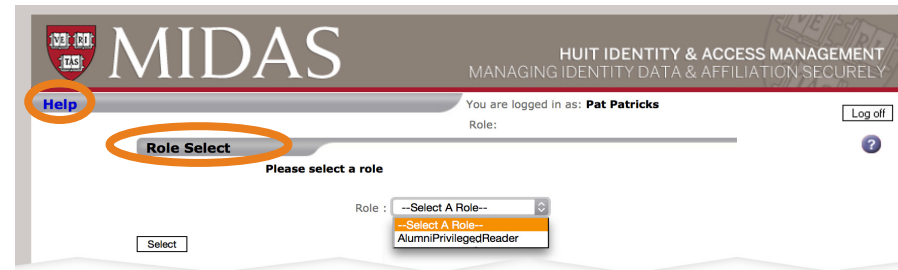 VE RI
TAS
MIDAS
HUIT IDENTITY & ACCESS MANAGEMENT
MANAGING IDENTITY DATA & AFFILIATION SECURELY
Help
You are logged in as: Pat Patricks
Role:
Log off
?
Role Select
Please select a role
Role : --Select A Role--
--Select A Role--
AlumniPrivilegedReader
Select